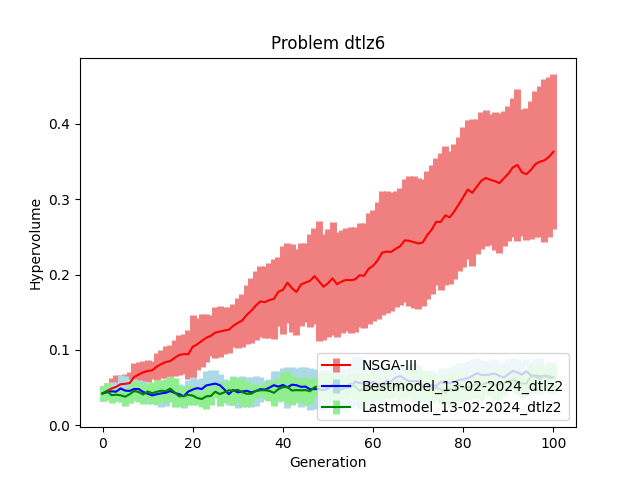 Problem dtlz6
Hypervolume
0.4
0.3
0.2
0.1
0.0
NSGA-III
Bestmodel_13-02-2024_dtlz2
Lastmodel_13-02-2024_dtlz2
0 20 40 60 80 100
Generation